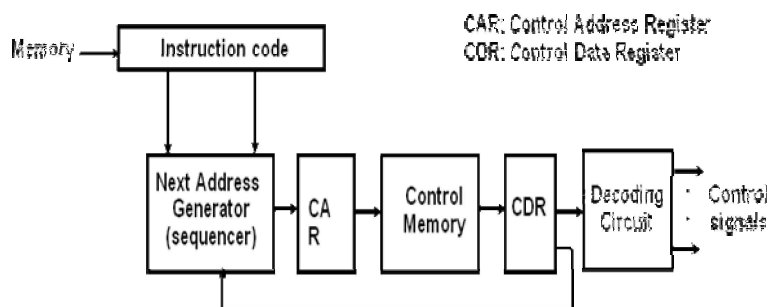 CAR: Control Address Register
CDR: Control Data Register
Memory
Instruction code
Next Address
Generator
(sequencer)
CA
R
Control
Memory
CDR
Decoding
Circuit
Control
signals